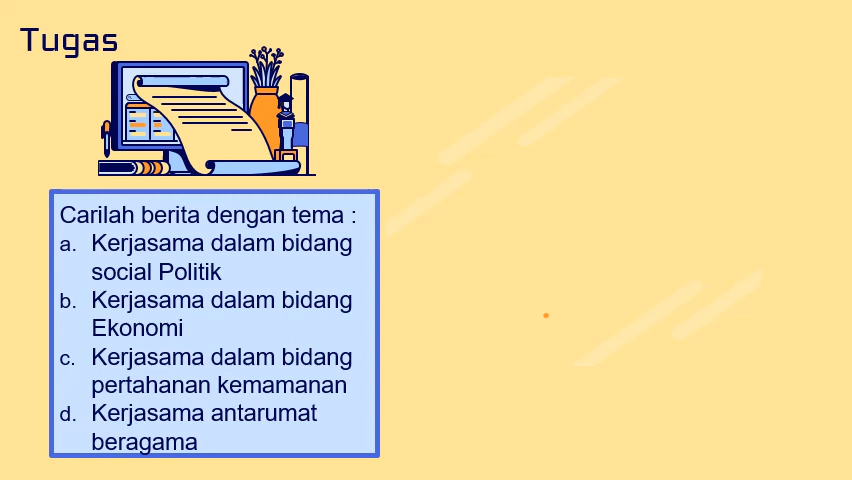 Tugas
Carilah berita dengan tema :
a. Kerjasama dalam bidang
social Politik
b. Kerjasama dalam bidang
Ekonomi
c. Kerjasama dalam bidang
pertahanan kemamanan
d. Kerjasama antarumat
beragama